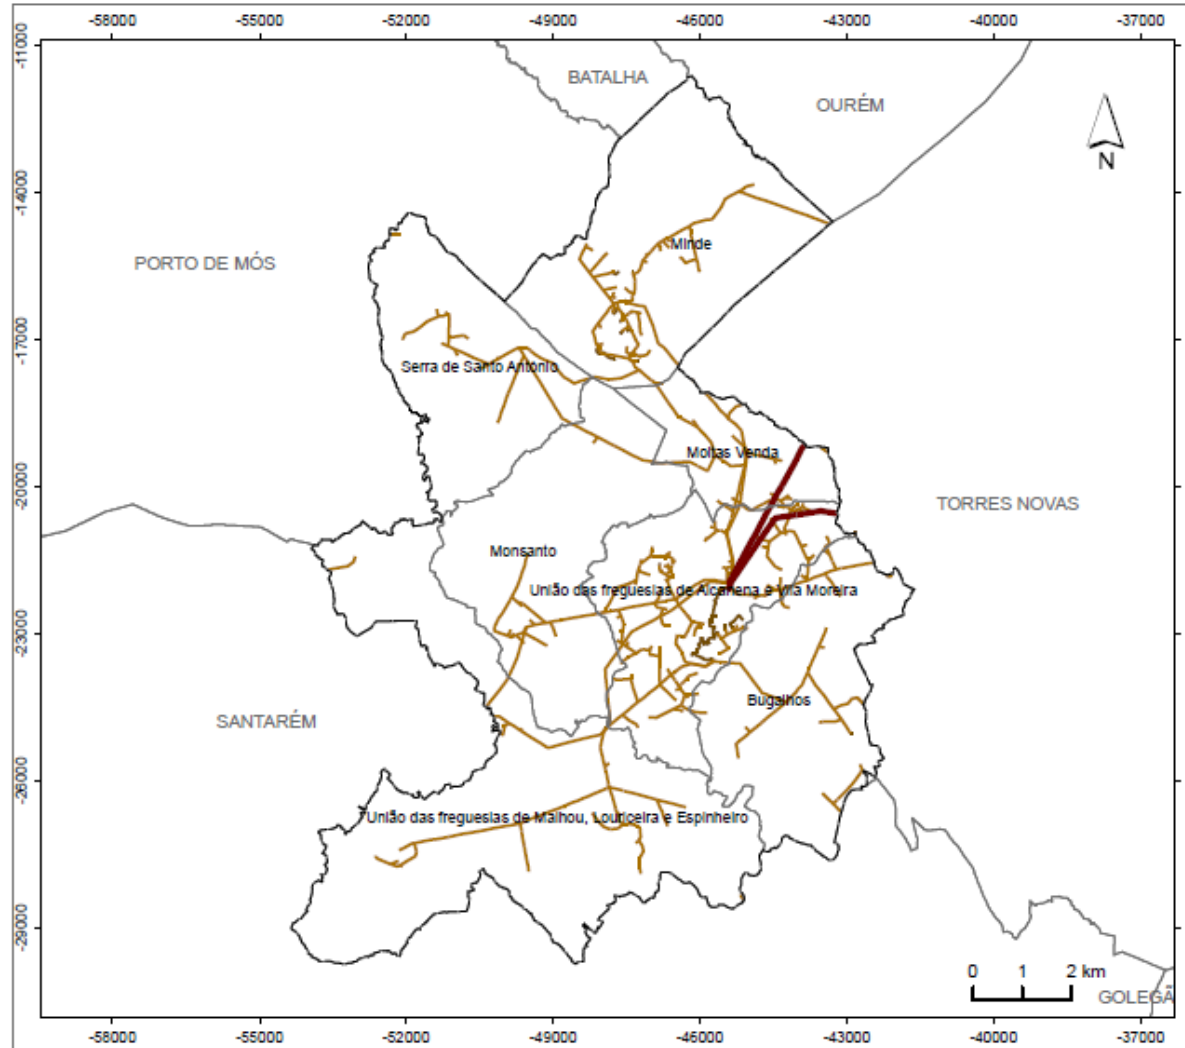 -58000 -55000 -52000 -49000 -46000 -43000 -40000 -37000
-11000
BATALHA
OURÉM
N
-14000
Minde
PORTO DE MÓS
-17000
Serra de Santo António
Moitas Venda
-20000
TORRES NOVAS
Monsanto
União das freguesias de Alcanena e Vila Moreira
-23000
Bugalhos
SANTARÉM
-26000
União das freguesias de Malhou, Louriceira e Espinheiro
-29000
0 1 2 km
GOLEGÃ
-58000 -55000 -52000 -49000 -46000 -43000 -40000 -37000